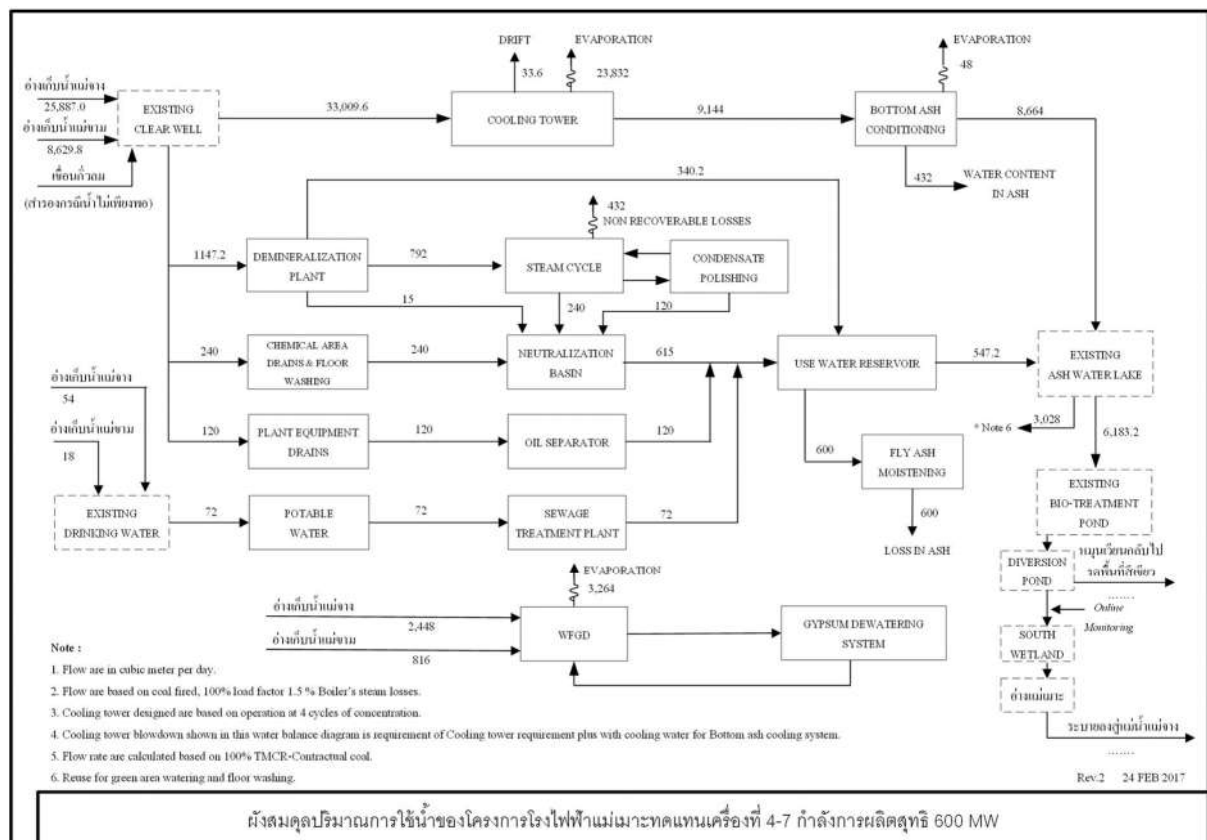 DRIFT
EVAPORATION
33.6
23,832
EVAPORATION
48
อ่างเก็บน้ำแม่จาง
25,887.0
อ่างเก็บน้ำแม่ขาม
8,629.8
เขื่อนกิ่วลม
(สำรองกรณีน้ำไม่เพียงพอ)
EXISTING
CLEAR WELL
33,009.6
COOLING TOWER
9,144
BOTTOM ASH
CONDITIONING
8,664
432
WATER CONTENT
IN ASH
340.2
432
NON RECOVERABLE LOSSES
1147.2
DEMINERALIZATION
PLANT
792
STEAM CYCLE
CONDENSATE
POLISHING
15
240
120
240
CHEMICAL AREA
DRAINS & FLOOR
WASHING
240
NEUTRALIZATION
BASIN
615
USE WATER RESERVOIR
547.2
EXISTING
ASH WATER LAKE
อ่างเก็บน้ำแม่จาง
54
อ่างเก็บน้ำแม่ขาม
18
120
PLANT EQUIPMENT
DRAINS
120
OIL SEPARATOR
120
600
FLY ASH
MOISTENING
600
LOSS IN ASH
* Note 6
3,028
6,183.2
EXISTING
BIO-TREATMENT
POND
EXISTING
DRINKING WATER
72
POTABLE
WATER
72
SEWAGE
TREATMENT PLANT
72
DIVERSION
POND
หมุนเวียนกลับไป
รดพื้นที่สีเขียว
.......
Online
Monitoring
EVAPORATION
3,264
อ่างเก็บน้ำแม่จาง
2,448
อ่างเก็บน้ำแม่ขาม
816
WFGD
GYPSUM DEWATERING
SYSTEM
SOUTH
WETLAND
อ่างแม่เมาะ
ระบายลงสู่แม่น้ำแม่จาง
.......
Note :
1. Flow are in cubic meter per day.
2. Flow are based on coal fired, 100% load factor 1.5 % Boiler's steam losses.
3. Cooling tower designed are based on operation at 4 cycles of concentration.
4. Cooling tower blowdown shown in this water balance diagram is requirement of Cooling tower requirement plus with cooling water for Bottom ash cooling system.
5. Flow rate are calculated based on 100% TMCR-Contractual coal.
6. Reuse for green area watering and floor washing.
Rev.2 24 FEB 2017
ผังสมดุลปริมาณการใช้น้ำของโครงการโรงไฟฟ้าแม่เมาะทดแทนเครื่องที่ 4-7 กำลังการผลิตสุทธิ 600 MW